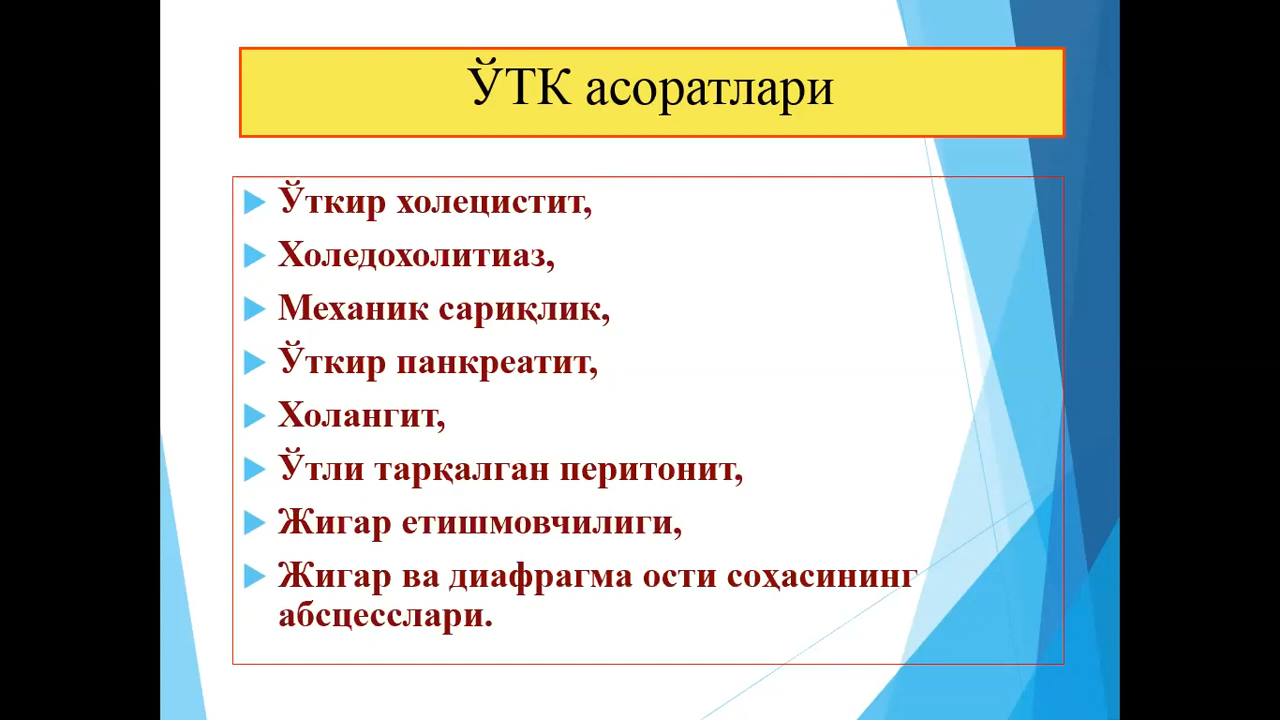 ЎТК асоратлари
Ўткир холецистит,
Холедохолитиаз,
Механик сариқлик,
Ўткир панкреатит,
Холангит,
Ўтли тарқалган перитонит,
Жигар етишмовчилиги,
Жигар ва диафрагма ости соҳасининг
абсцесслари.